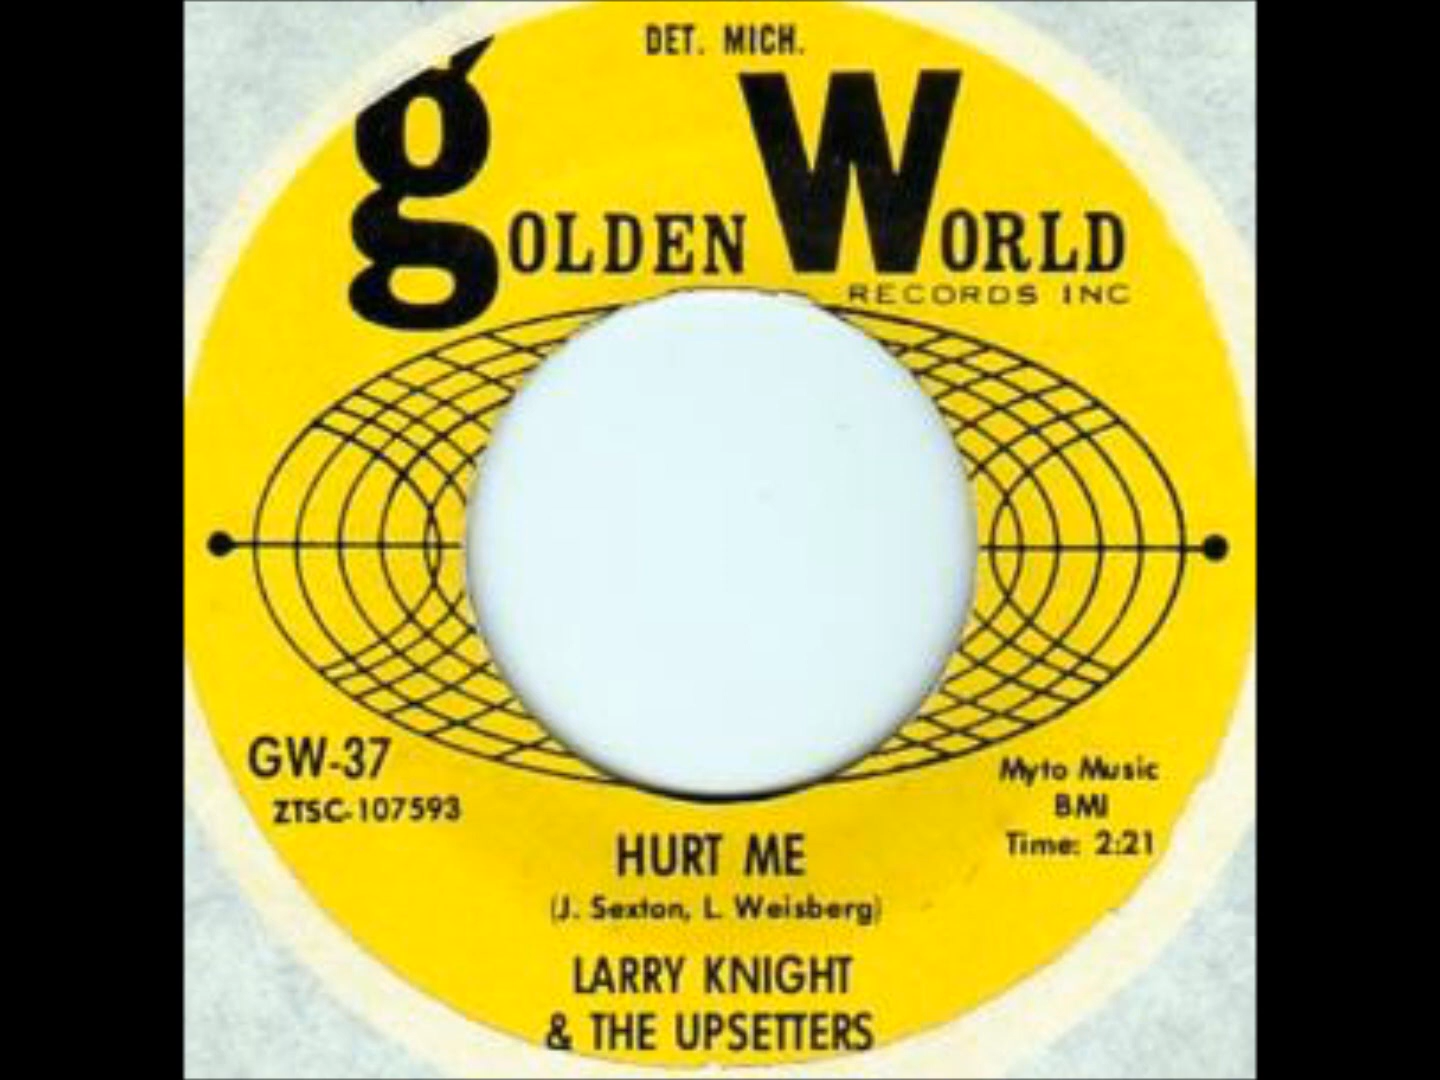 DET. MICH.
gOLDEN WORLD
RECORDS INC
GW-37
ZTSC-107593
Myto Music
BMI
Time: 2:21
HURT ME
(J. Sexton, L. Weisberg)
LARRY KNIGHT
& THE UPSETTERS